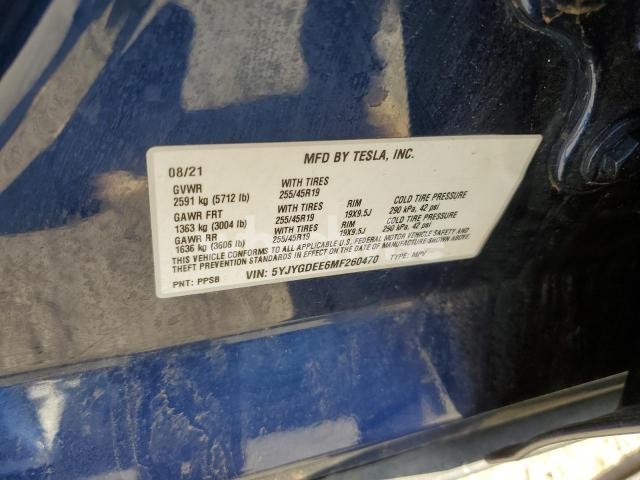 MFD BY TESLA, INC.
08/21
GVWR WITH TIRES
2591 kg (5712 lb) 255/45R19 RIM COLD TIRE PRESSURE
GAWR FRT WITH TIRES 19X9.5J 290 kPa, 42 psi
1363 kg (3004 lb) 255/45R19 RIM COLD TIRE PRESSURE
GAWR RR WITH TIRES 19X9.5J 290 kPa, 42 psi
1636 kg (3606 lb) 255/45R19
THIS VEHICLE CONFORMS TO ALL APPLICABLE U.S. FEDERAL MOTOR VEHICLE SAFETY AND
THEFT PREVENTION STANDARDS IN EFFECT ON THE DATE OF MANUFACTURE SHOWN ABOVE.
PNT: PPSB VIN: 5YJYGDEE6MF260470 TYPE: MPV